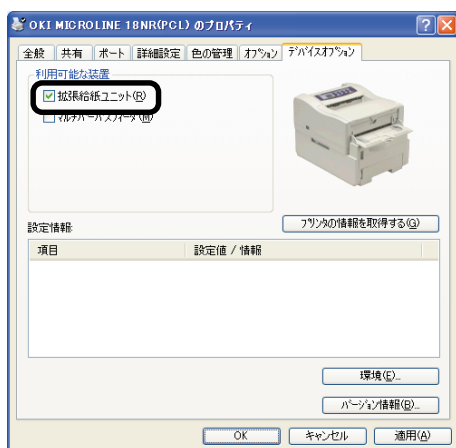 OKI MICROLINE 18NR(PCL) のプロパティ
全般 共有 ポート 詳細設定 色の管理 オプション デバイスオプション
利用可能な装置
拡張給紙ユニット(R)
マルチパーパスフィーダ(M)
プリンタの情報を取得する(G)
設定情報:
項目 設定値 / 情報
環境(E)...
バージョン情報(B)...
OK キャンセル 適用(A)